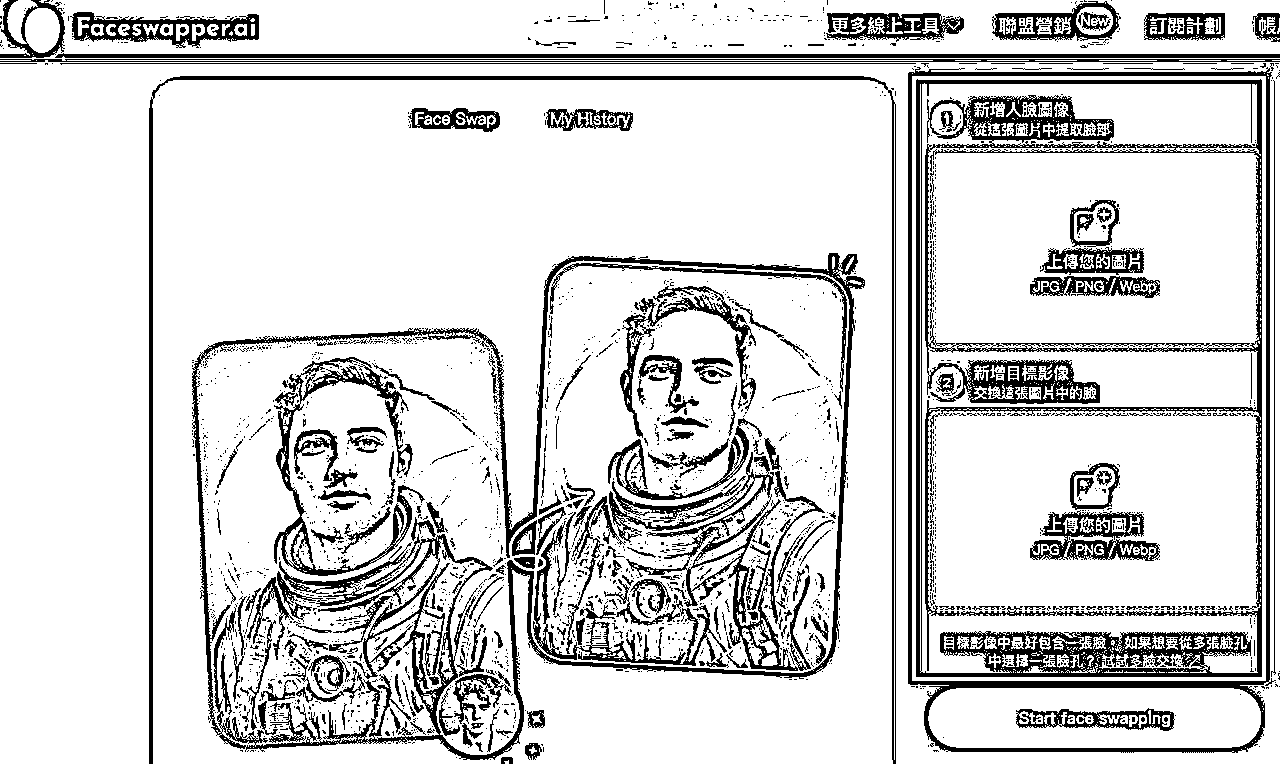 Faceswapper.ai
更多線上工具
聯盟營銷 New
訂閱計劃
帳
Face Swap
My History
1 新增人臉圖像
從這張圖片中提取臉部
上傳您的圖片
JPG / PNG / Webp
2 新增目標影像
交換這張圖片中的臉
上傳您的圖片
JPG / PNG / Webp
目標影像中最好包含一張臉。如果想要從多張臉孔
中選擇一張臉孔？試試多臉交換
Start face swapping